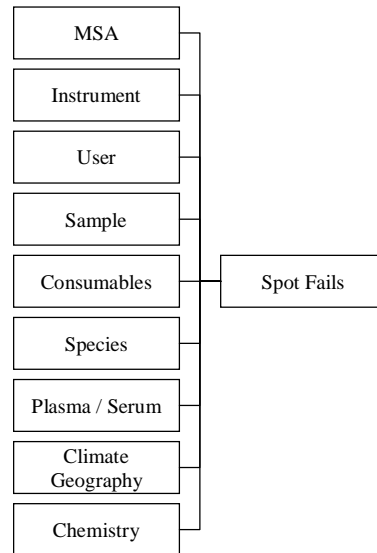 MSA
Instrument
User
Sample
Consumables
Spot Fails
Species
Plasma / Serum
Climate
Geography
Chemistry